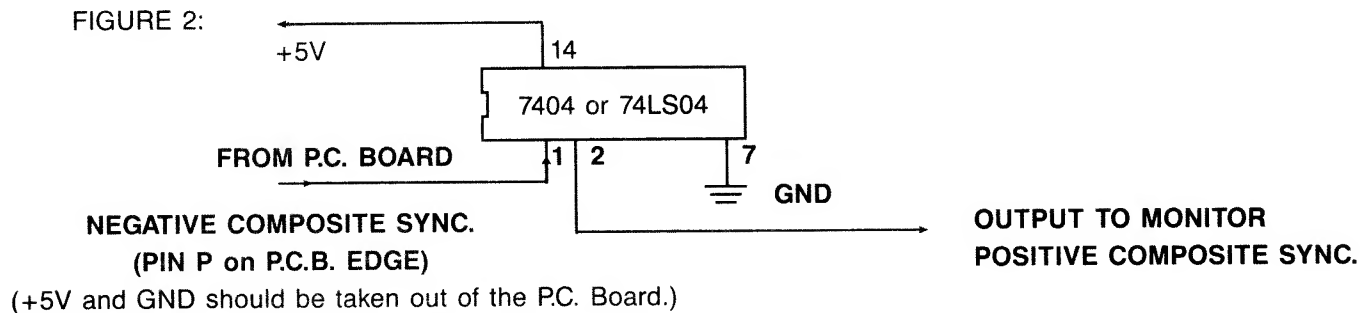 FIGURE 2:
+5V
14
7404 or 74LS04
FROM P.C. BOARD
1 2 7
GND
NEGATIVE COMPOSITE SYNC.
(PIN P on P.C.B. EDGE)
OUTPUT TO MONITOR
POSITIVE COMPOSITE SYNC.
(+5V and GND should be taken out of the P.C. Board.)